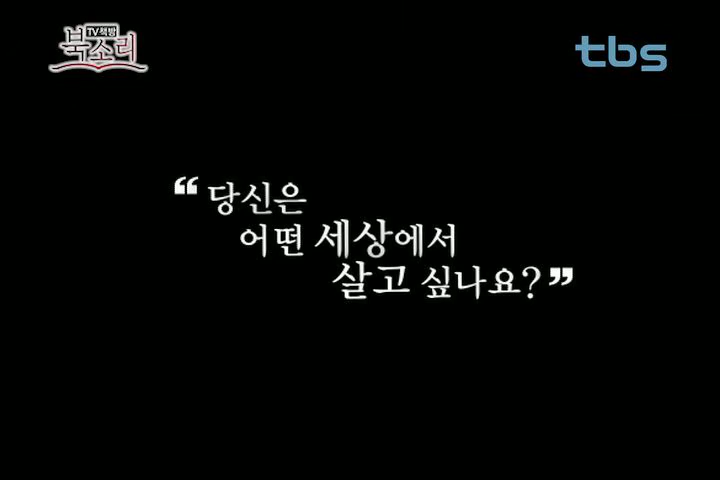 TV책방
북소리
tbs
“당신은
어떤 세상에서
살고 싶나요?”